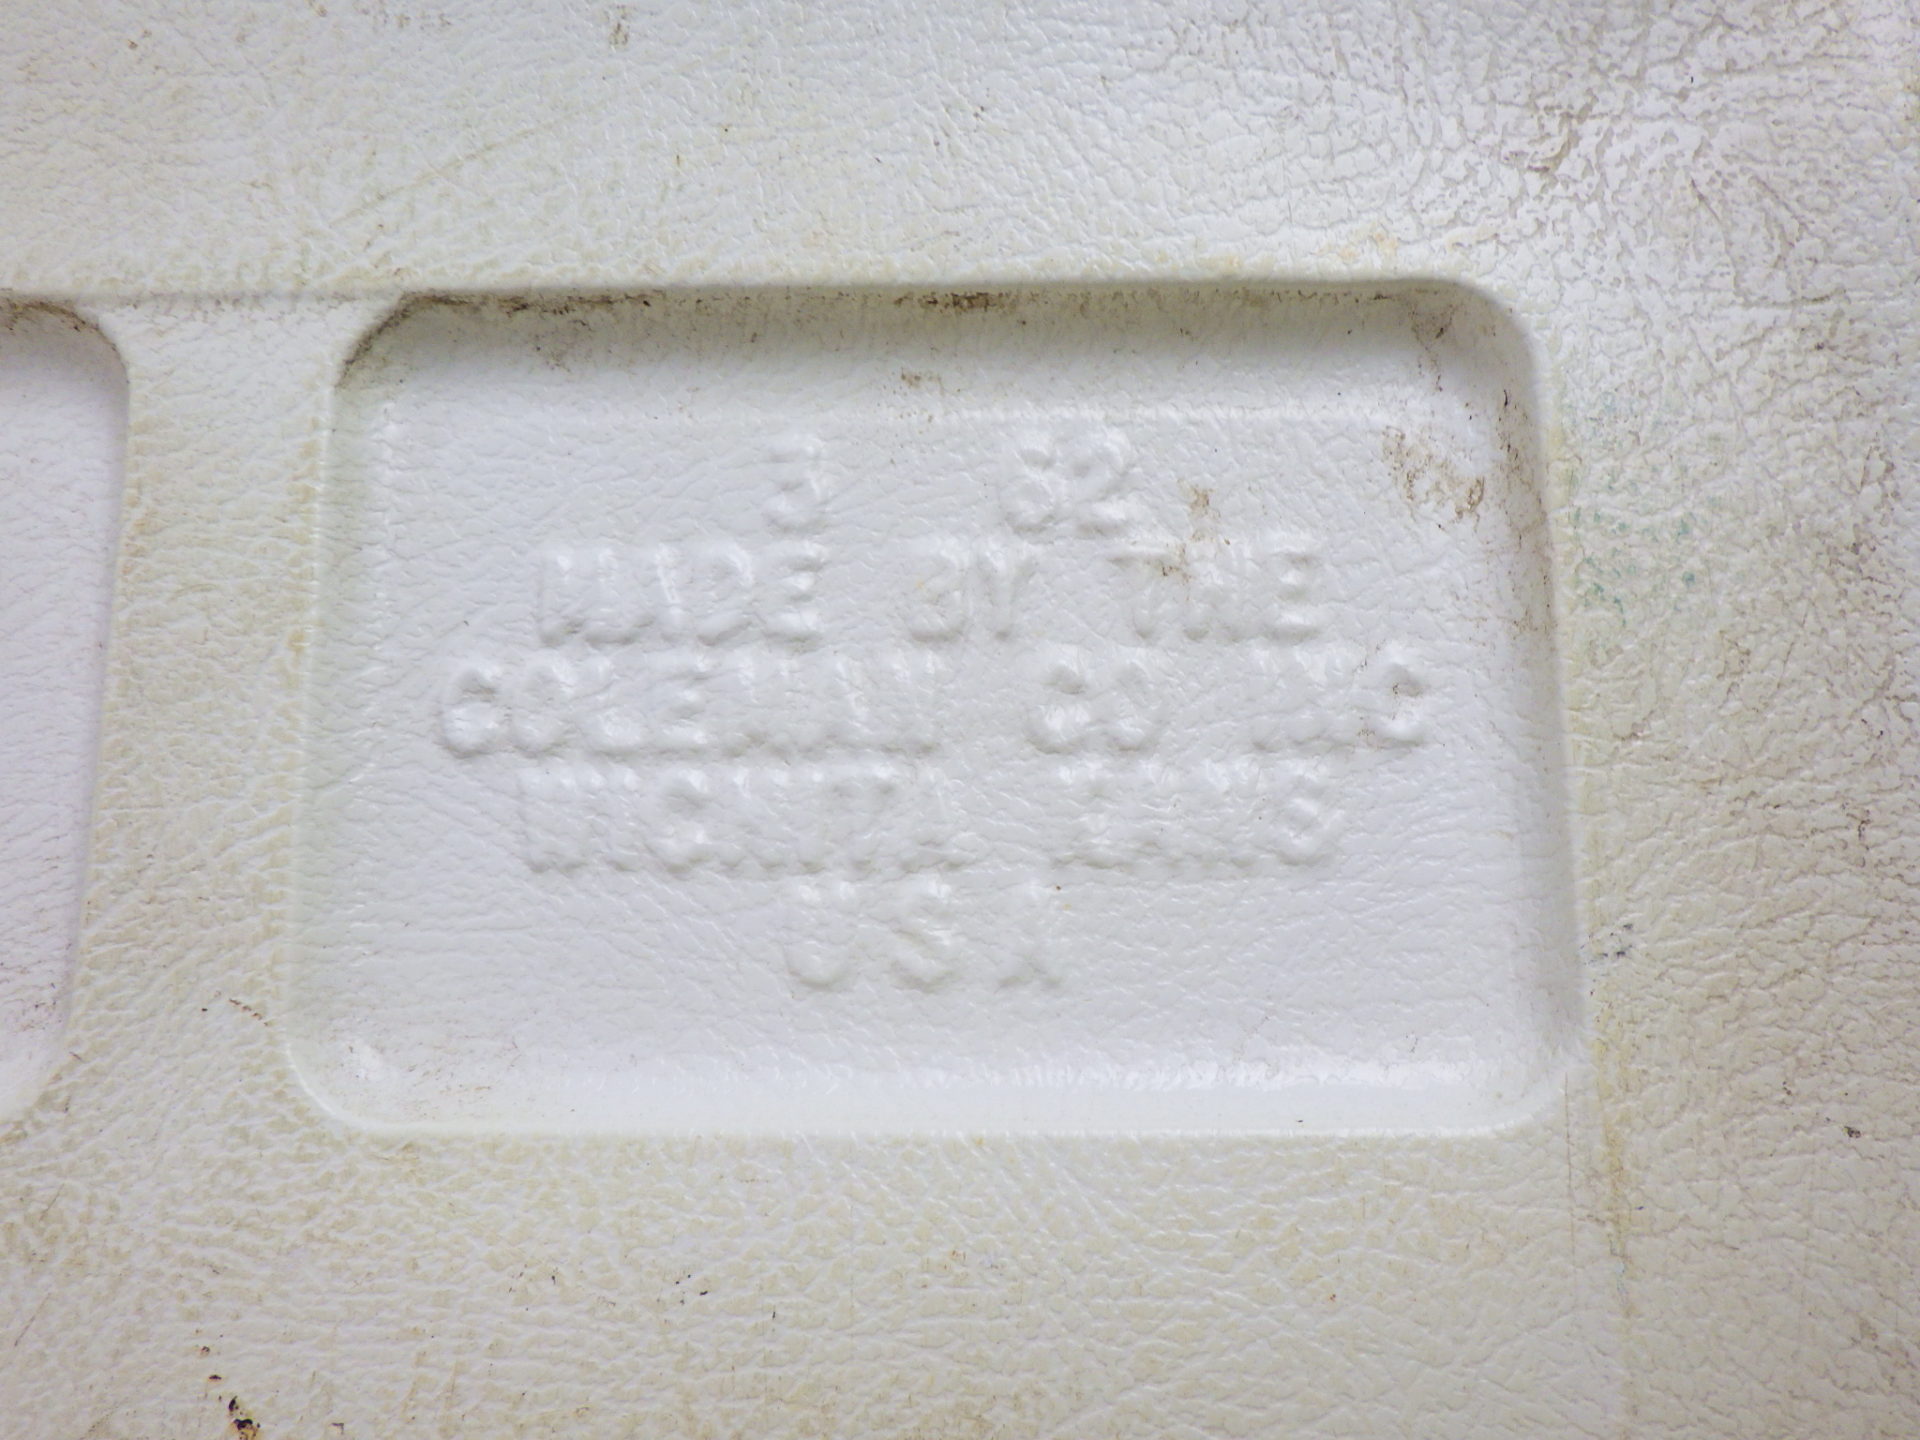 3 82
MADE BY THE
COLEMAN CO INC
WICHITA KANS
USA